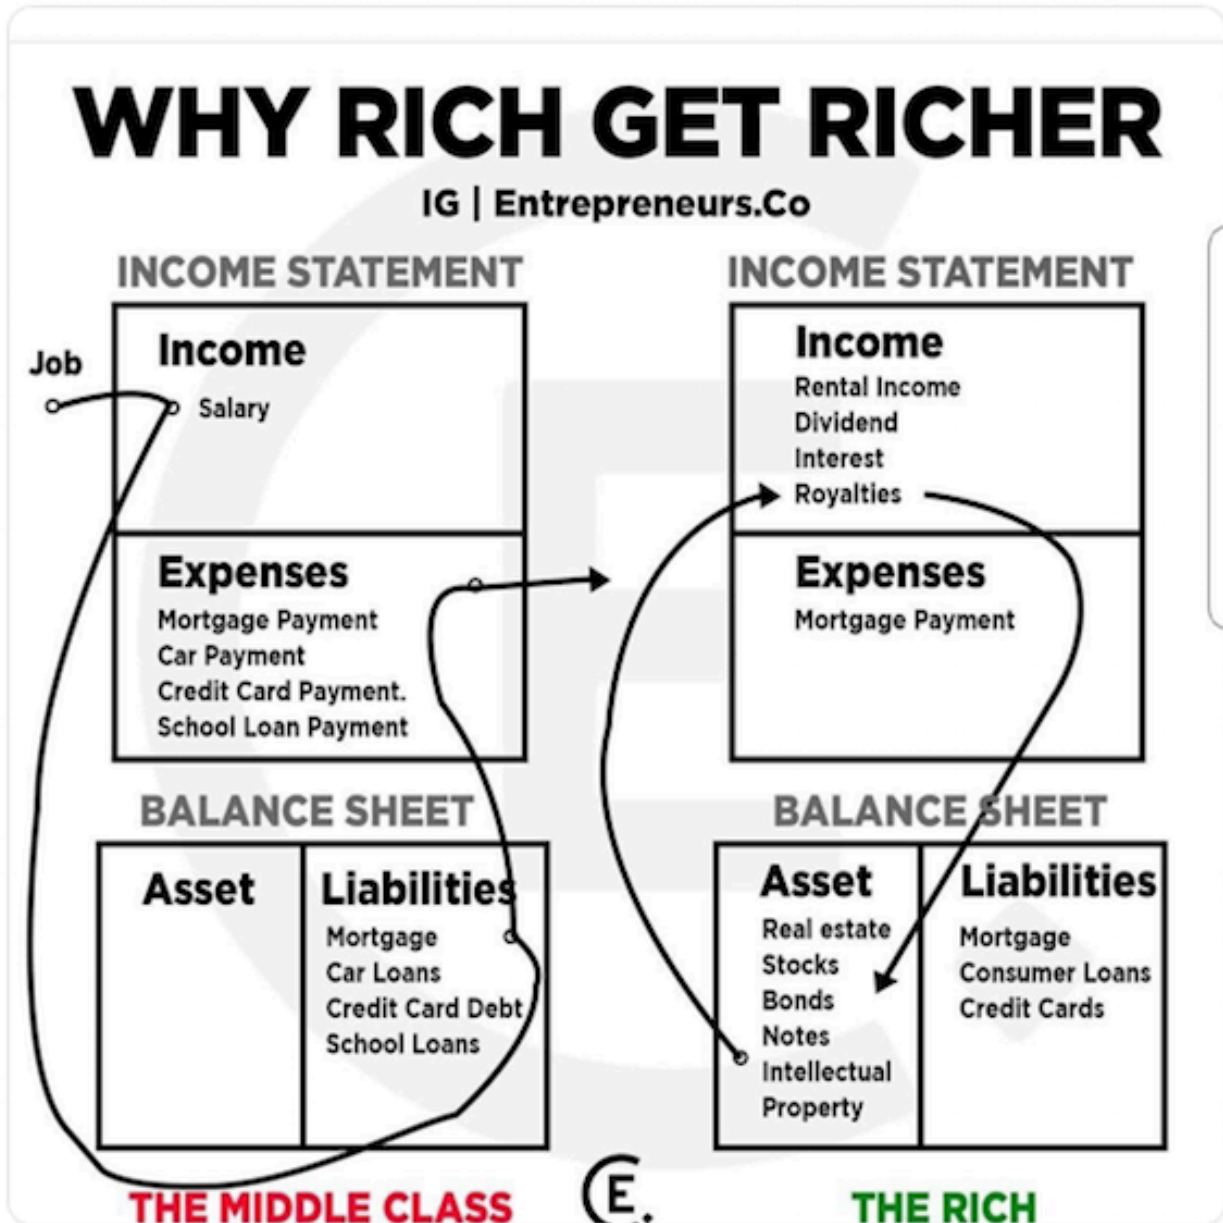 WHY RICH GET RICHER
IG | Entrepreneurs.Co
INCOME STATEMENT
Job
Income
Salary
Expenses
Mortgage Payment
Car Payment
Credit Card Payment.
School Loan Payment
BALANCE SHEET
Asset
Liabilities
Mortgage
Car Loans
Credit Card Debt
School Loans
THE MIDDLE CLASS
INCOME STATEMENT
Income
Rental Income
Dividend
Interest
Royalties
Expenses
Mortgage Payment
BALANCE SHEET
Asset
Real estate
Stocks
Bonds
Notes
Intellectual
Property
Liabilities
Mortgage
Consumer Loans
Credit Cards
THE RICH
E.